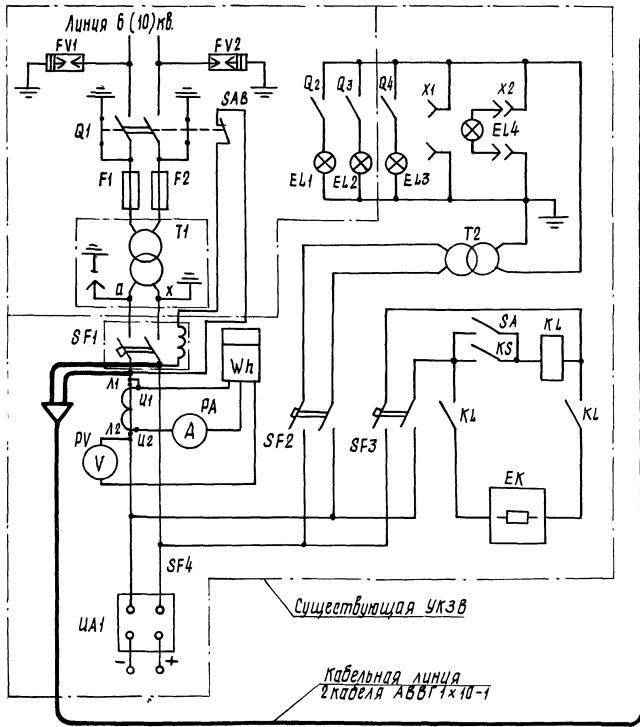 Линия 6 (10) кв.
FV1
FV2
SAB
Q1
F1
F2
T1
a
x
Q2
Q3
Q4
X1
X2
EL1
EL2
EL3
EL4
T2
SF1
Wh
Л1
И1
PA
A
Л2
И2
PV
V
SF2
SF3
SA
KS
KL
KL
KL
EK
SF4
UA1
-
+
Существующая УКЗВ
Кабельная линия
2 кабеля АВВГ 1×10-1